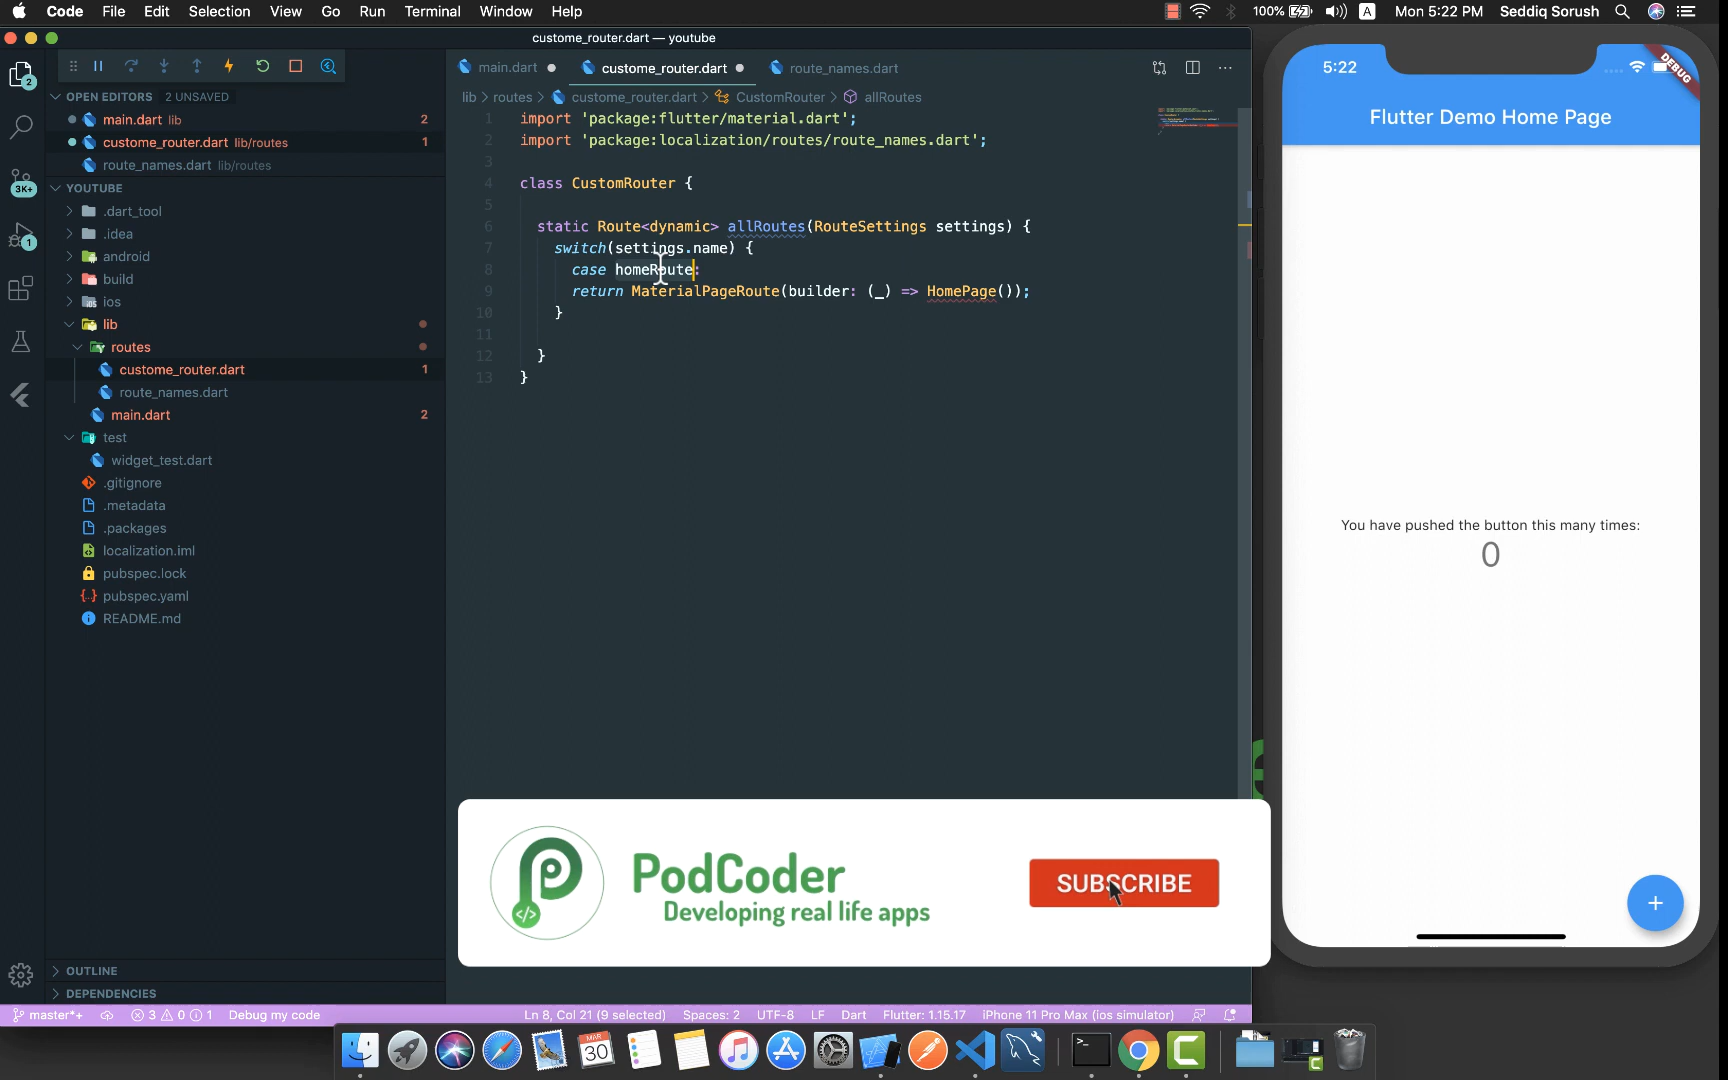 Code File Edit Selection View Go Run Terminal Window Help 100% A Mon 5:22 PM Seddiq Sorush
custome_router.dart — youtube
main.dart custome_router.dart route_names.dart
OPEN EDITORS 2 UNSAVED
main.dart lib 2
custome_router.dart lib/routes 1
route_names.dart lib/routes
YOUTUBE
.dart_tool
.idea
android
build
ios
lib
routes
custome_router.dart 1
route_names.dart
main.dart 2
test
widget_test.dart
.gitignore
.metadata
.packages
localization.iml
pubspec.lock
pubspec.yaml
README.md
OUTLINE
DEPENDENCIES
2
3K+
1
lib > routes > custome_router.dart > CustomRouter > allRoutes
1 import 'package:flutter/material.dart';
2 import 'package:localization/routes/route_names.dart';
3
4 class CustomRouter {
5
6 static Route<dynamic> allRoutes(RouteSettings settings) {
7 switch(settings.name) {
8 case homeRoute:
9 return MaterialPageRoute(builder: (_) => HomePage());
10 }
11
12 }
13 }
5:22
DEBUG
Flutter Demo Home Page
You have pushed the button this many times:
0
+
PodCoder
Developing real life apps
SUBSCRIBE
master*+ 3 0 1 Debug my code Ln 8, Col 21 (9 selected) Spaces: 2 UTF-8 LF Dart Flutter: 1.15.17 iPhone 11 Pro Max (ios simulator)
MAR
30